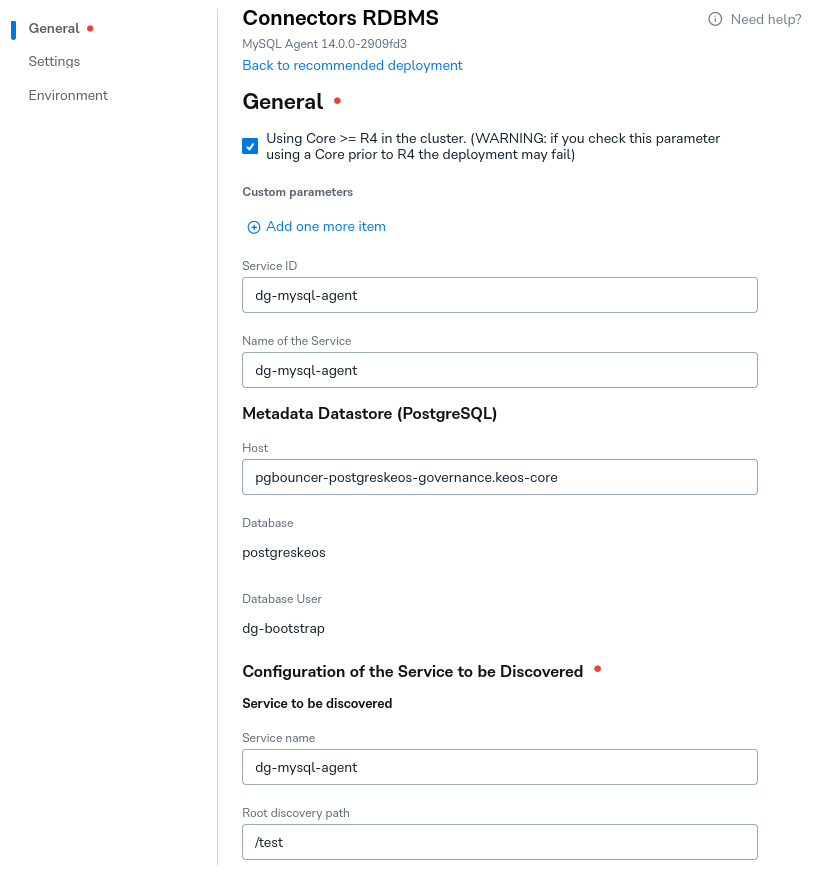 General
Settings
Environment
Connectors RDBMS
Need help?
MySQL Agent 14.0.0-2909fd3
Back to recommended deployment
General
Using Core >= R4 in the cluster. (WARNING: if you check this parameter
using a Core prior to R4 the deployment may fail)
Custom parameters
Add one more item
Service ID
dg-mysql-agent
Name of the Service
dg-mysql-agent
Metadata Datastore (PostgreSQL)
Host
pgbouncer-postgreskeos-governance.keos-core
Database
postgreskeos
Database User
dg-bootstrap
Configuration of the Service to be Discovered
Service to be discovered
Service name
dg-mysql-agent
Root discovery path
/test